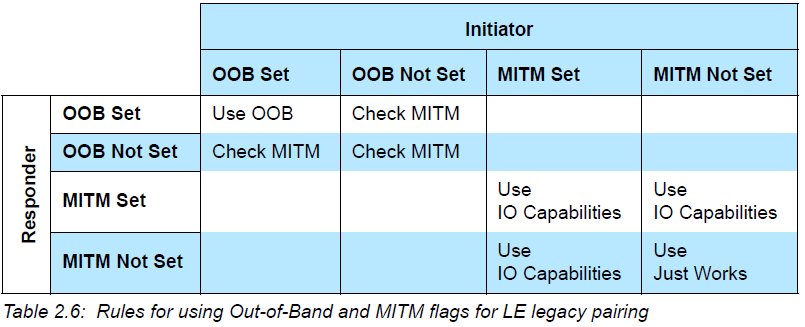 Initiator
OOB Set OOB Not Set MITM Set MITM Not Set
Responder
OOB Set Use OOB Check MITM
OOB Not Set Check MITM Check MITM
MITM Set Use IO Capabilities Use IO Capabilities
MITM Not Set Use IO Capabilities Use Just Works
Table 2.6: Rules for using Out-of-Band and MITM flags for LE legacy pairing